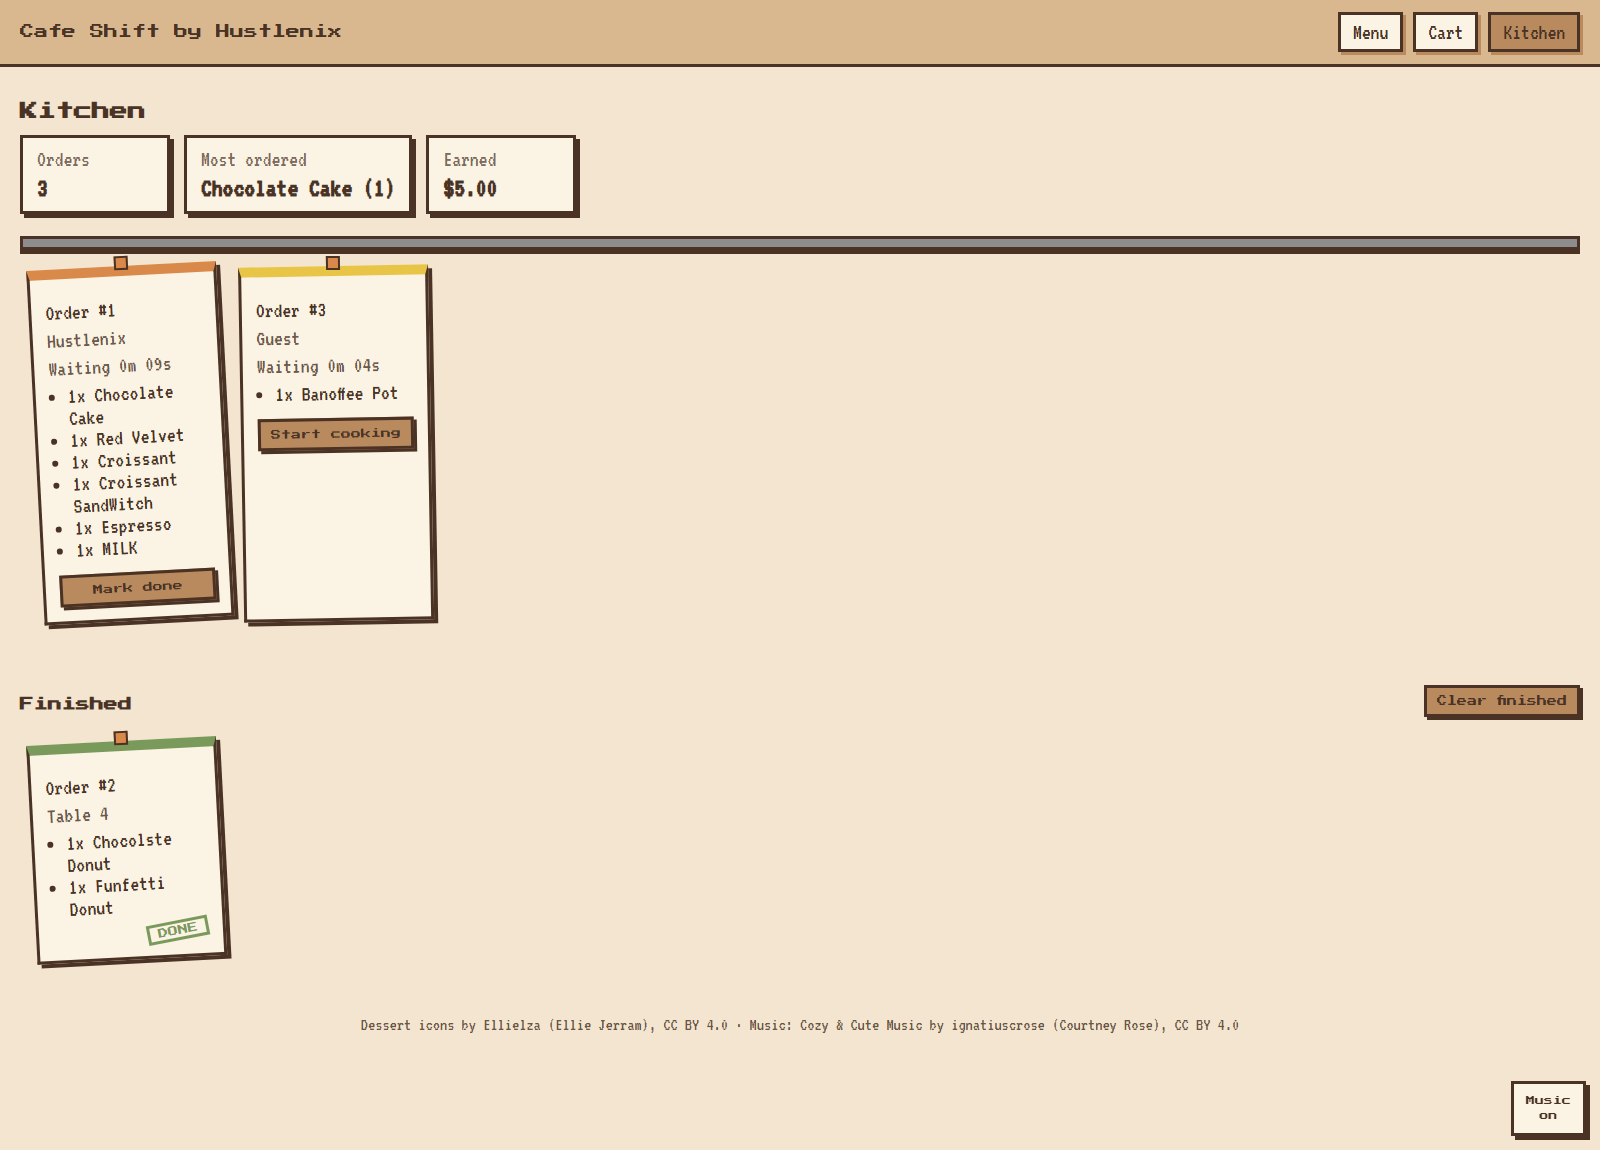 Cafe Shift by Hustlenix
Menu
Cart
Kitchen
Kitchen
Orders
3
Most ordered
Chocolate Cake (1)
Earned
$5.00
Order #1
Hustlenix
Waiting 0m 09s
1x Chocolate
Cake
1x Red Velvet
1x Croissant
1x Croissant
SandWitch
1x Espresso
1x MILK
Mark done
Order #3
Guest
Waiting 0m 04s
1x Banoffee Pot
Start cooking
Finished
Clear finished
Order #2
Table 4
1x Chocolste
Donut
1x Funfetti
Donut
DONE
Dessert icons by Ellielza (Ellie Jerram), CC BY 4.0 · Music: Cozy & Cute Music by ignatiuscrose (Courtney Rose), CC BY 4.0
Music
on